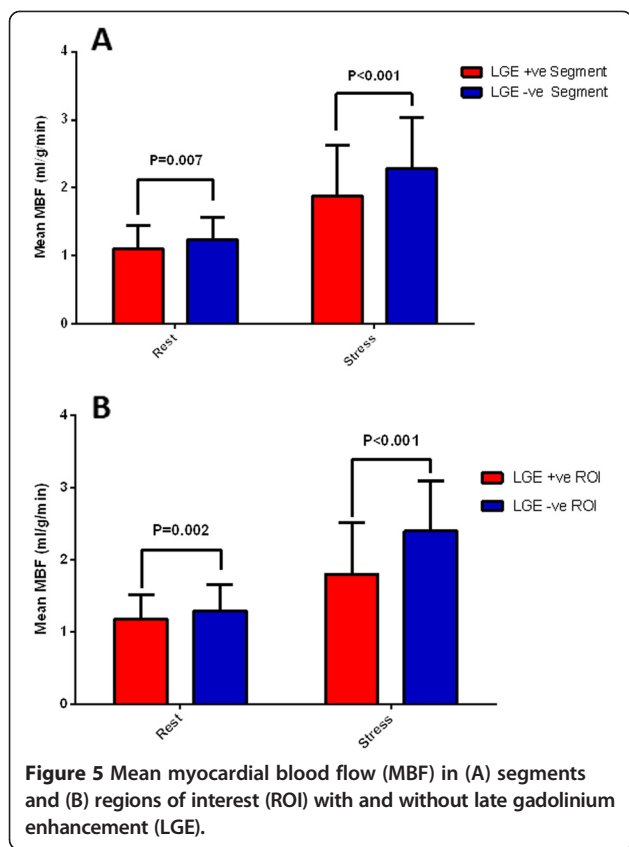 A
Mean MBF (ml/g/min)
4
3
2
1
0
P=0.007
P<0.001
LGE +ve Segment
LGE -ve Segment
Rest
Stress
B
Mean MBF (ml/g/min)
4
3
2
1
0
P=0.002
P<0.001
LGE +ve ROI
LGE -ve ROI
Rest
Stress
Figure 5 Mean myocardial blood flow (MBF) in (A) segments
and (B) regions of interest (ROI) with and without late gadolinium
enhancement (LGE).